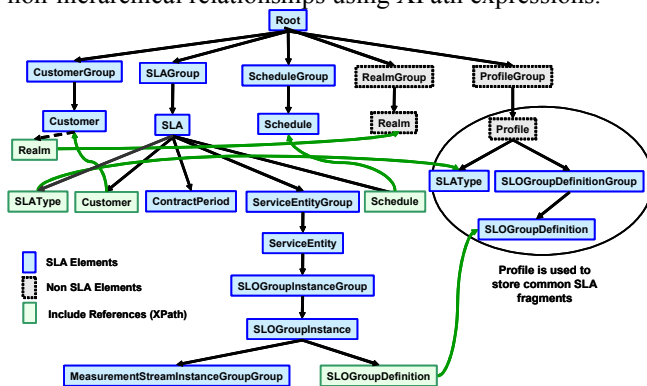 non-hierarchical relationships using XPath expressions.
Root
CustomerGroup SLAGroup ScheduleGroup RealmGroup ProfileGroup
Customer SLA Schedule Realm Profile
Realm
SLAType SLOGroupDefinitionGroup
SLAType Customer ContractPeriod ServiceEntityGroup Schedule
SLOGroupDefinition
ServiceEntity
SLA Elements
Profile is used to
store common SLA
fragments
Non SLA Elements
SLOGroupInstanceGroup
Include References (XPath)
SLOGroupInstance
MeasurementStreamInstanceGroupGroup SLOGroupDefinition